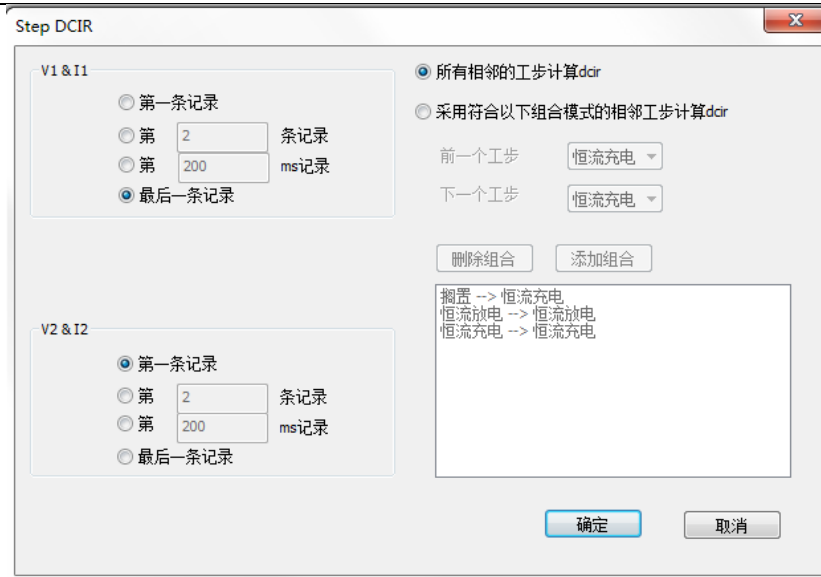 Step DCIR
V1 & I1
第一条记录
第 2 条记录
第 200 ms记录
最后一条记录
V2 & I2
第一条记录
第 2 条记录
第 200 ms记录
最后一条记录
所有相邻的工步计算dcir
采用符合以下组合模式的相邻工步计算dcir
前一个工步 恒流充电
下一个工步 恒流充电
删除组合 添加组合
搁置 --> 恒流充电
恒流放电 --> 恒流放电
恒流充电 --> 恒流充电
确定 取消